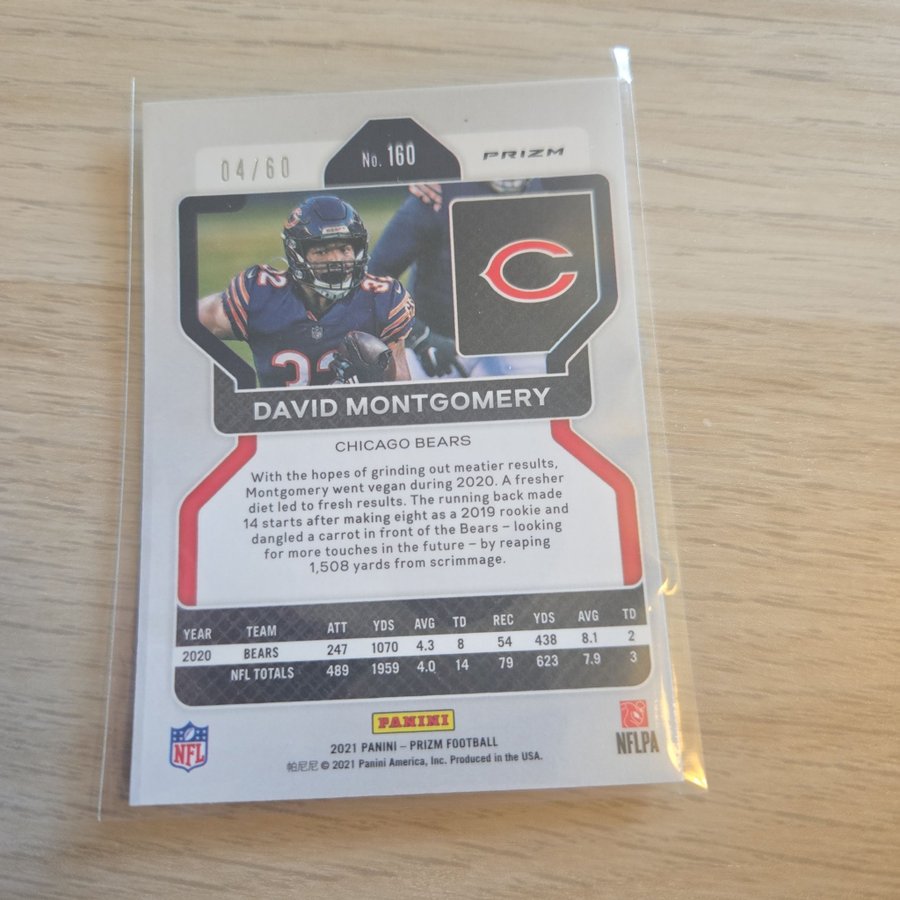 04/60
No. 160
PRIZM
32
32
32
BEARS
DAVID MONTGOMERY
CHICAGO BEARS
With the hopes of grinding out meatier results,
Montgomery went vegan during 2020. A fresher
diet led to fresh results. The running back made
14 starts after making eight as a 2019 rookie and
dangled a carrot in front of the Bears – looking
for more touches in the future – by reaping
1,508 yards from scrimmage.
YEAR TEAM ATT YDS AVG TD REC YDS AVG TD
2020 BEARS 247 1070 4.3 8 54 438 8.1 2
NFL TOTALS 489 1959 4.0 14 79 623 7.9 3
PANINI
NFL
2021 PANINI – PRIZM FOOTBALL
NFLPA
帕尼尼 © 2021 Panini America, Inc. Produced in the USA.